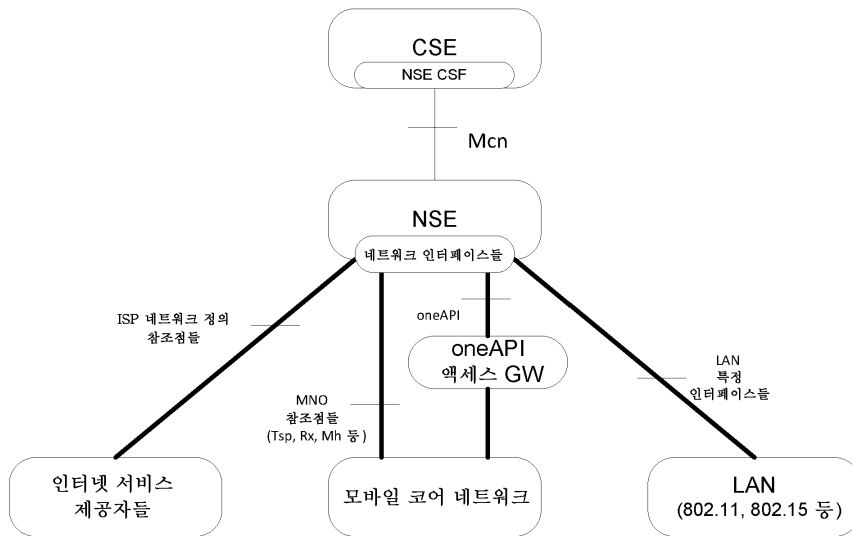 CSE
NSE CSF
Mcn
NSE
네트워크 인터페이스들
ISP 네트워크 정의
참조점들
oneAPI
oneAPI
액세스 GW
LAN
특정
인터페이스들
MNO
참조점들
(Tsp, Rx, Mh 등)
인터넷 서비스
제공자들
모바일 코어 네트워크
LAN
(802.11, 802.15 등)